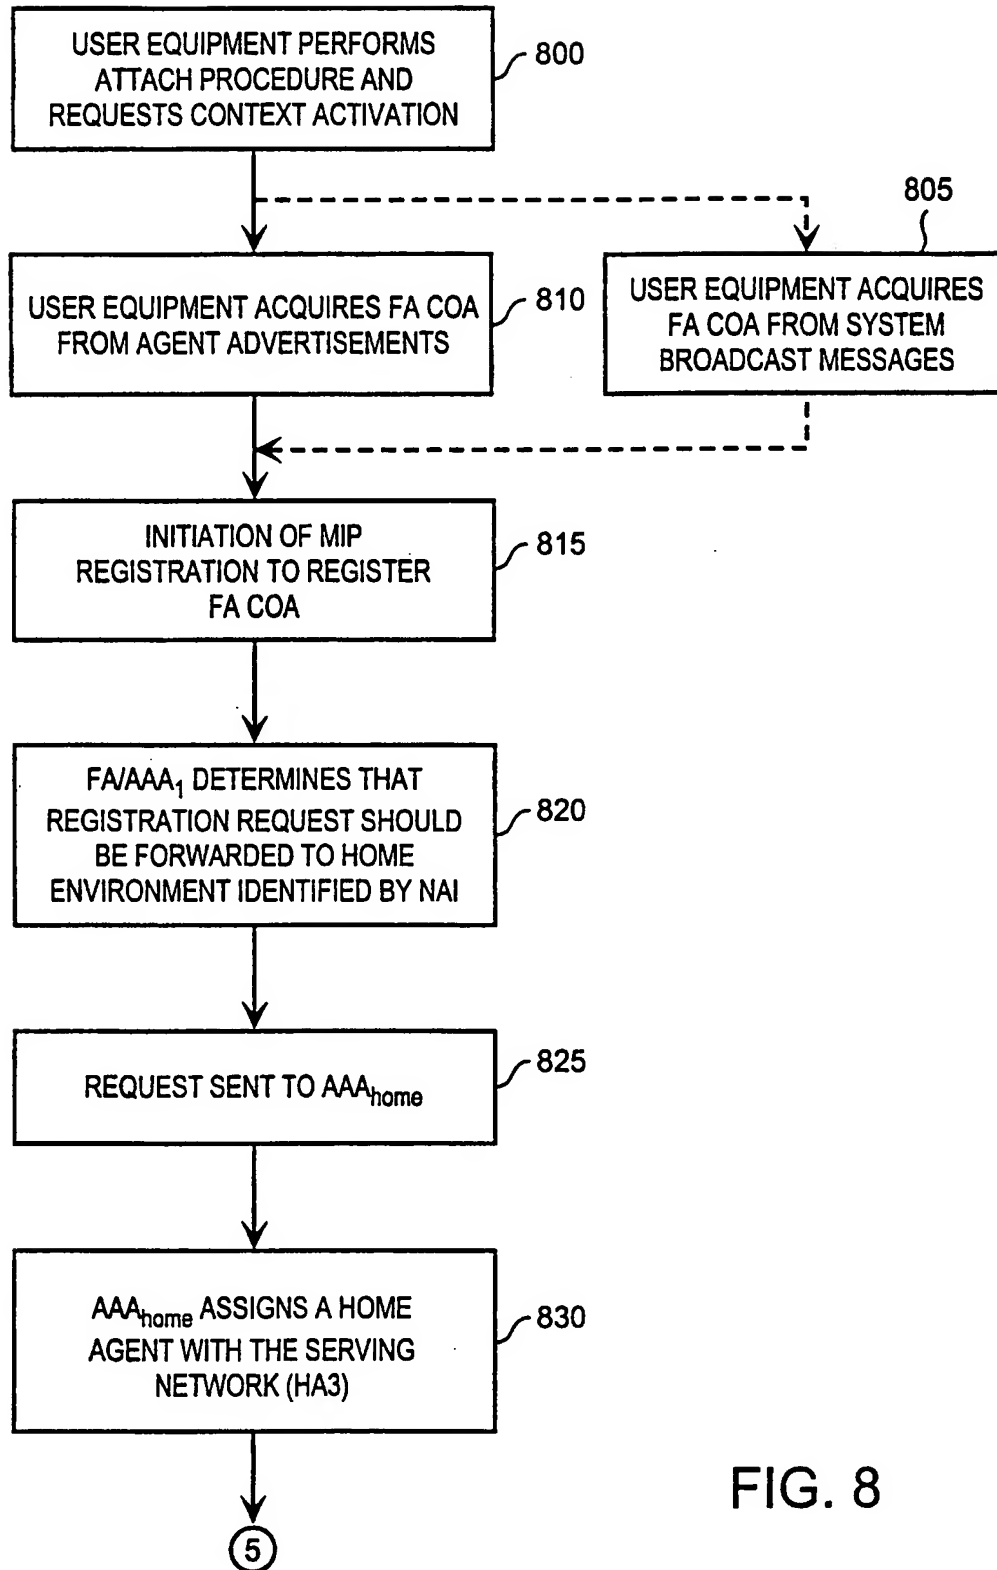 USER EQUIPMENT PERFORMS
ATTACH PROCEDURE AND
REQUESTS CONTEXT ACTIVATION
800
805
USER EQUIPMENT ACQUIRES FA COA
FROM AGENT ADVERTISEMENTS
810
USER EQUIPMENT ACQUIRES
FA COA FROM SYSTEM
BROADCAST MESSAGES
INITIATION OF MIP
REGISTRATION TO REGISTER
FA COA
815
FA/AAA1 DETERMINES THAT
REGISTRATION REQUEST SHOULD
BE FORWARDED TO HOME
ENVIRONMENT IDENTIFIED BY NAI
820
REQUEST SENT TO AAAhome
825
AAAhome ASSIGNS A HOME
AGENT WITH THE SERVING
NETWORK (HA3)
830
5
FIG. 8